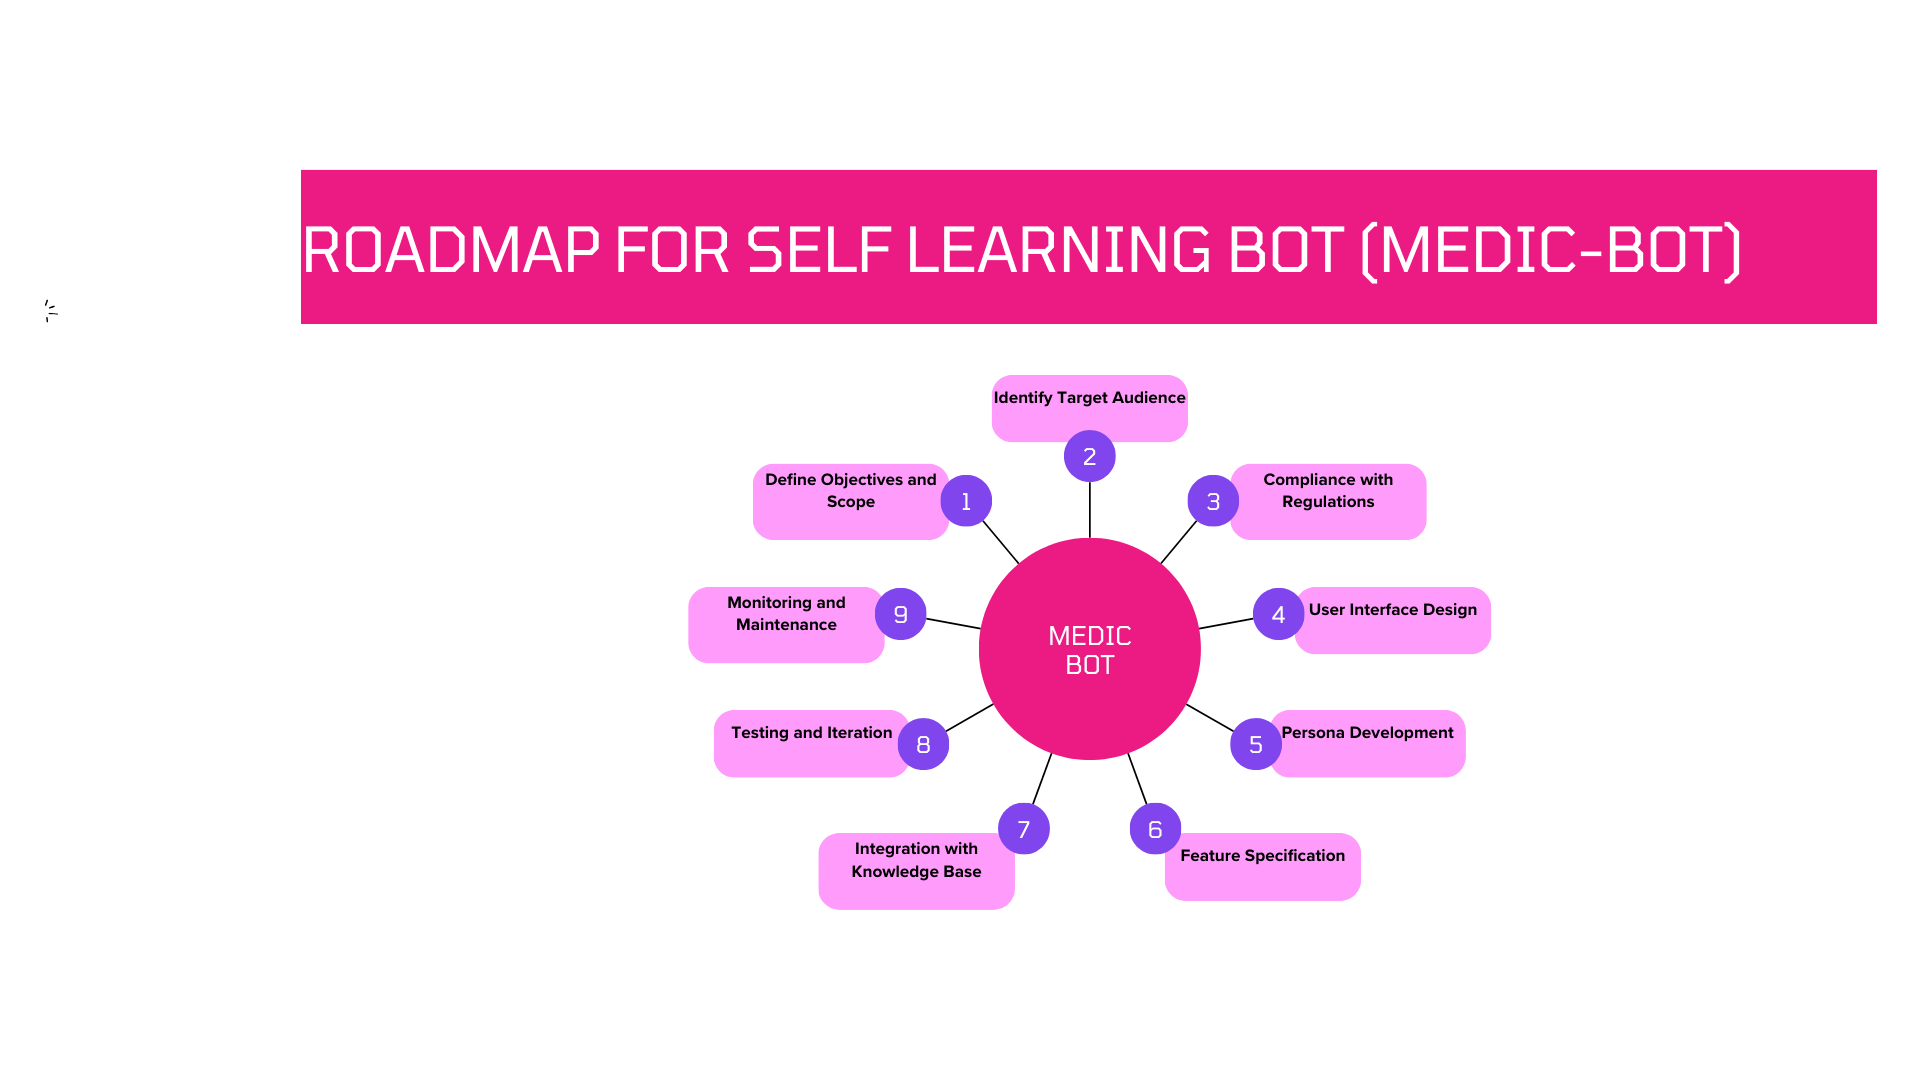 ROADMAP FOR SELF LEARNING BOT (MEDIC-BOT)
1
Define Objectives and
Scope
2
Identify Target Audience
3
Compliance with
Regulations
4
User Interface Design
5
Persona Development
6
Feature Specification
7
Integration with
Knowledge Base
8
Testing and Iteration
9
Monitoring and
Maintenance
MEDIC
BOT